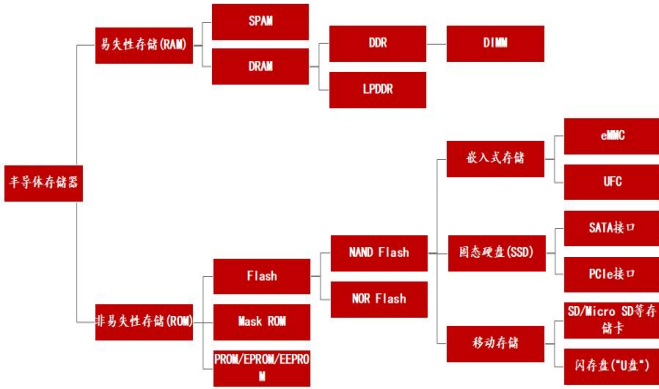 SPAM
易失性存储(RAM)
DRAM
DDR
DIMM
LPDDR
半导体存储器
eMMC
嵌入式存储
UFC
SATA接口
NAND Flash
固态硬盘(SSD)
Flash
PCIe接口
NOR Flash
非易失性存储(ROM)
Mask ROM
SD/Micro SD等存
储卡
移动存储
PROM/EPROM/EEPRO
M
闪存盘("U盘")